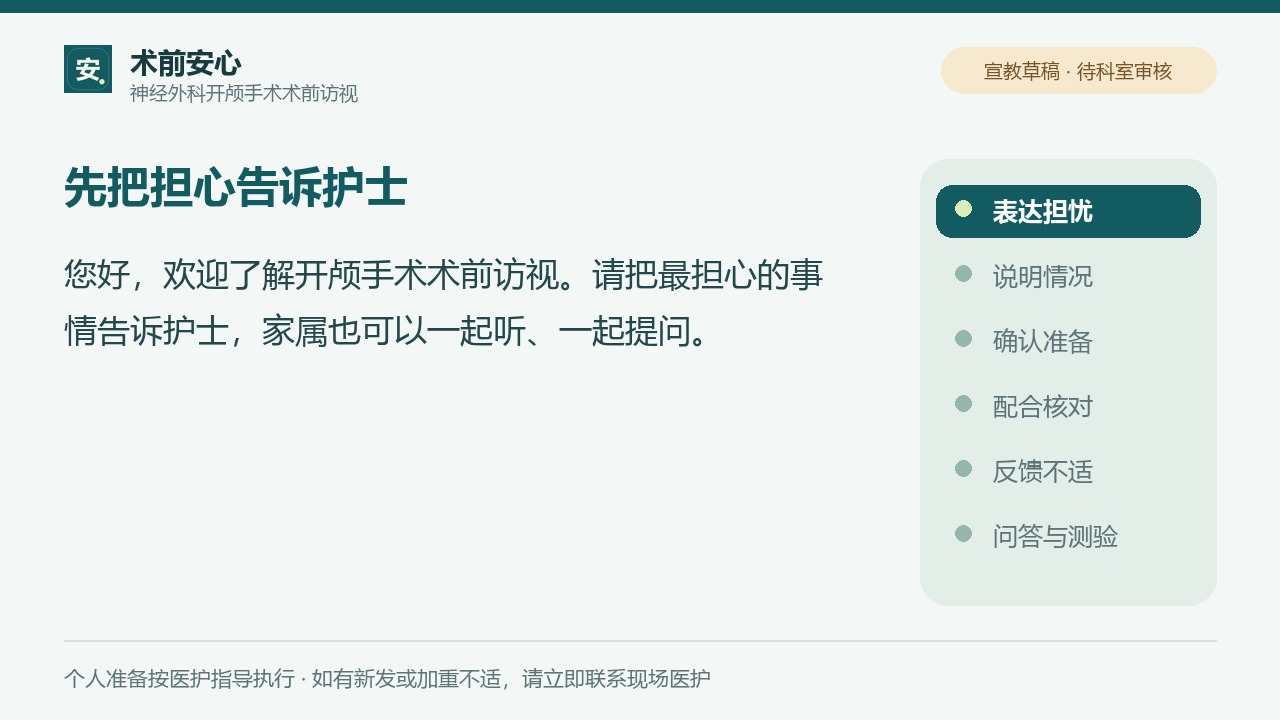 安
术前安心
神经外科开颅手术术前访视
宣教草稿 · 待科室审核
先把担心告诉护士
您好，欢迎了解开颅手术术前访视。请把最担心的事
情告诉护士，家属也可以一起听、一起提问。
表达担忧
说明情况
确认准备
配合核对
反馈不适
问答与测验
个人准备按医护指导执行 · 如有新发或加重不适，请立即联系现场医护